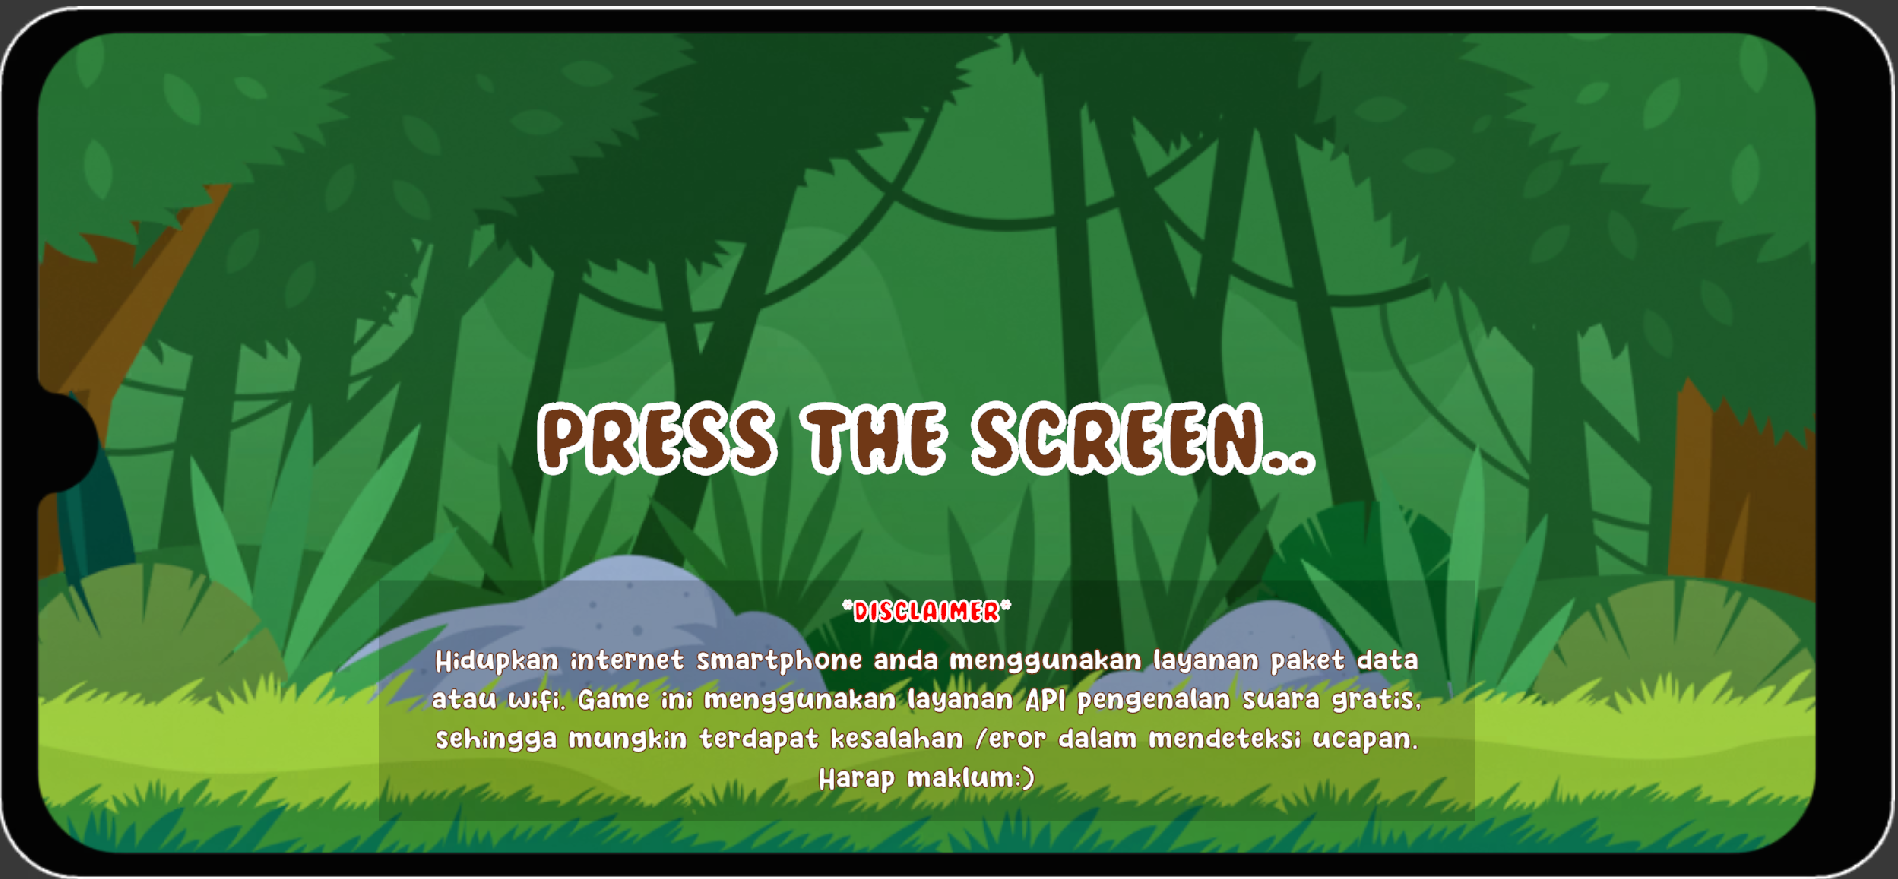 PRESS THE SCREEN..
*DISCLAIMER*
Hidupkan internet smartphone anda menggunakan layanan paket data
atau wifi. Game ini menggunakan layanan API pengenalan suara gratis,
sehingga mungkin terdapat kesalahan /eror dalam mendeteksi ucapan.
Harap maklum:)